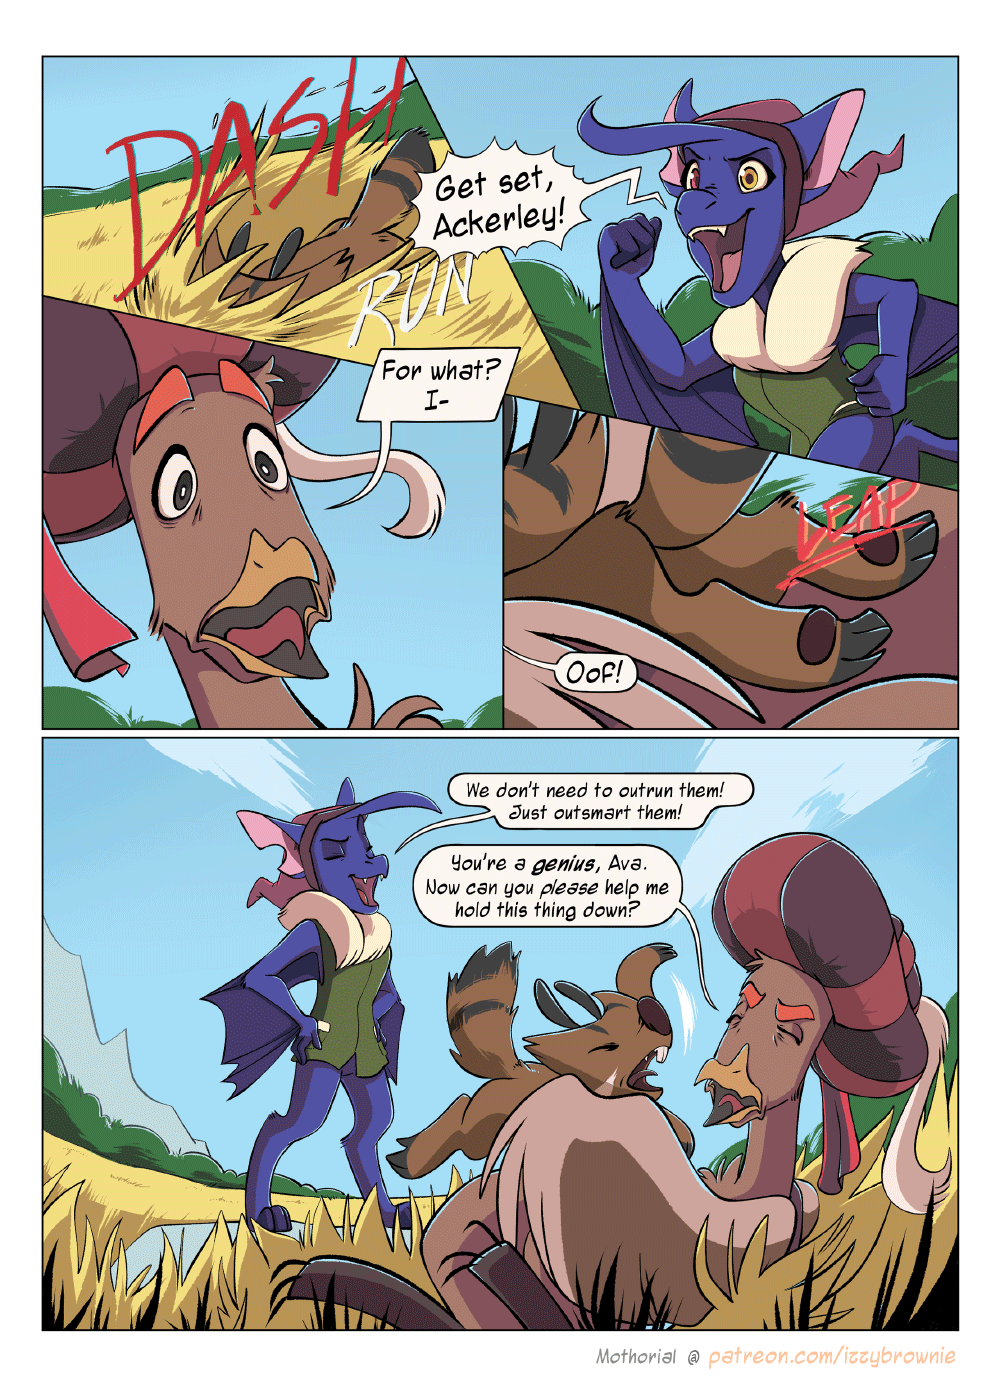 DASH
RUN
Get set,
Ackerley!
For what?
I-
LEAP
Oof!
We don't need to outrun them!
Just outsmart them!
You're a genius, Ava.
Now can you please help me
hold this thing down?
Mothorial @ patreon.com/izzybrownie